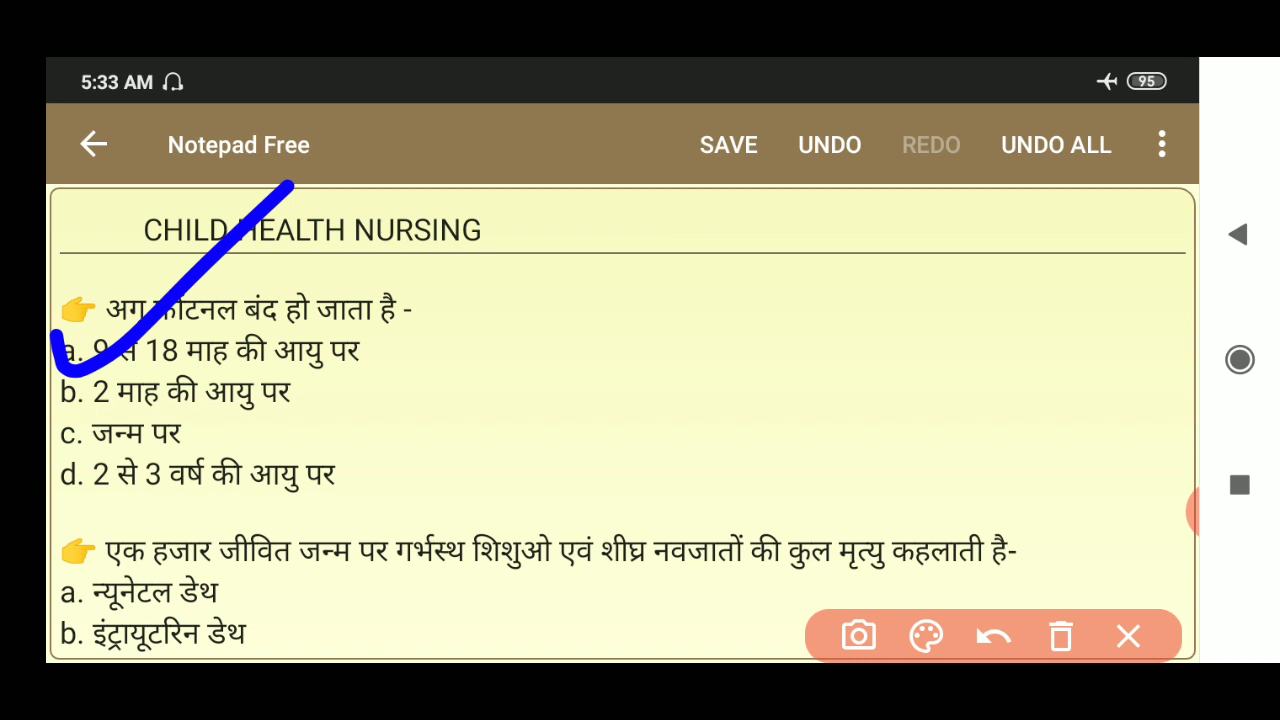 5:33 AM 95
Notepad Free SAVE UNDO REDO UNDO ALL
CHILD HEALTH NURSING
👉 अग्र फोंटनल बंद हो जाता है -
a. 9 से 18 माह की आयु पर
b. 2 माह की आयु पर
c. जन्म पर
d. 2 से 3 वर्ष की आयु पर
👉 एक हजार जीवित जन्म पर गर्भस्थ शिशुओ एवं शीघ्र नवजातों की कुल मृत्यु कहलाती है-
a. न्यूनेटल डेथ
b. इंट्रायूटरिन डेथ